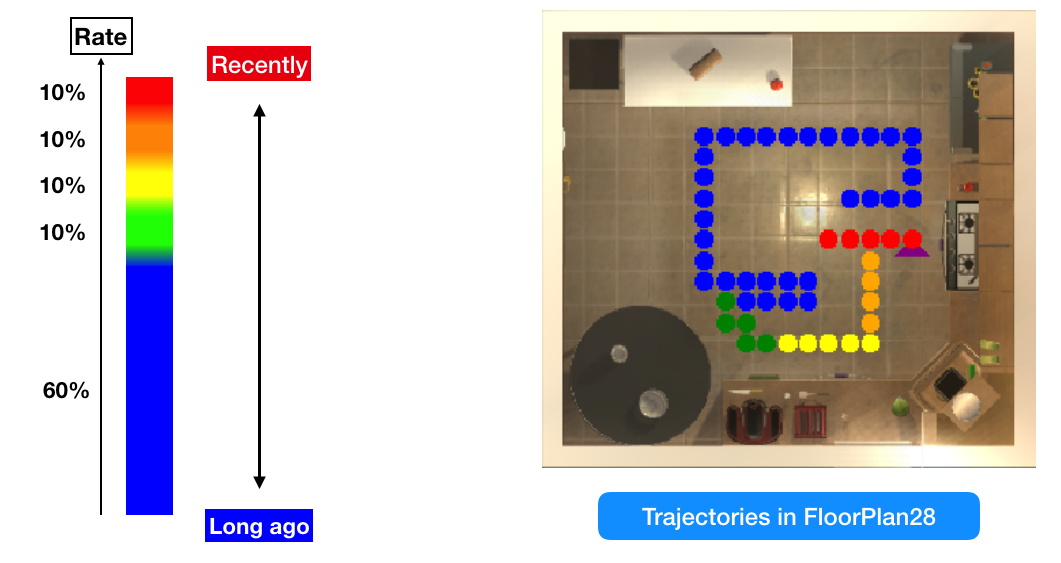 Rate
Recently
10%
10%
10%
10%
60%
Long ago
Trajectories in FloorPlan28